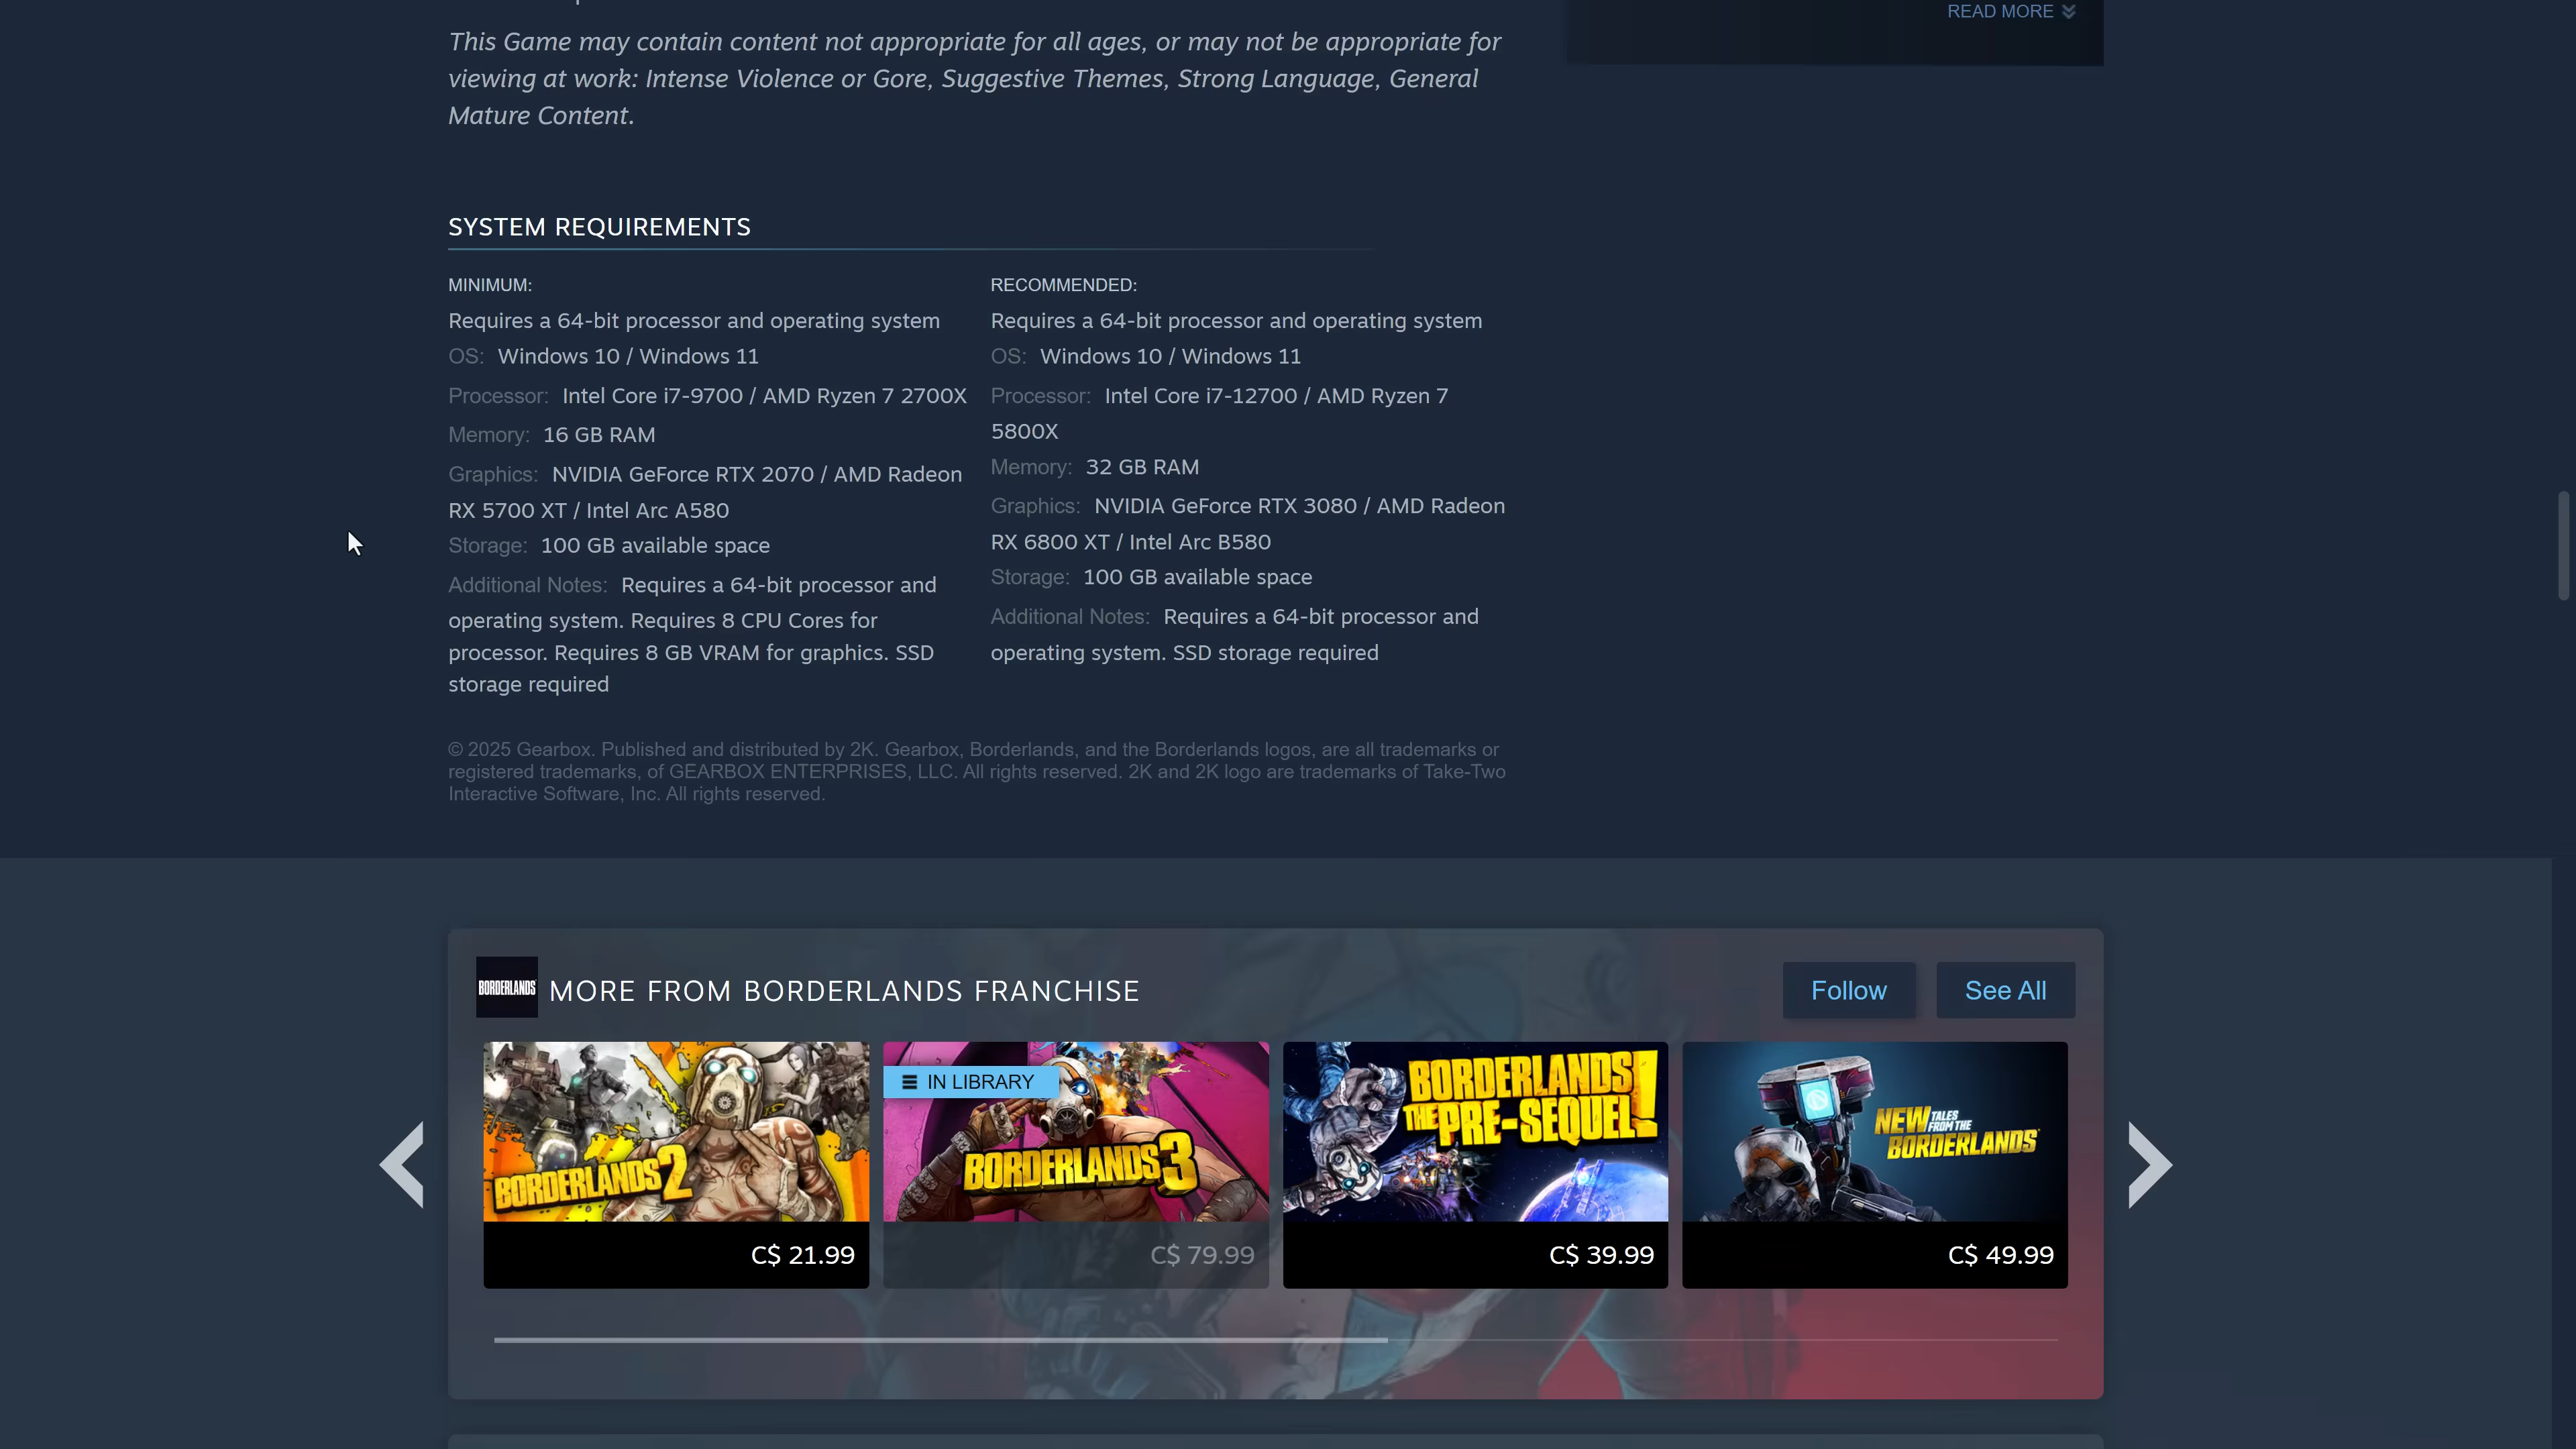 READ MORE
This Game may contain content not appropriate for all ages, or may not be appropriate for
viewing at work: Intense Violence or Gore, Suggestive Themes, Strong Language, General
Mature Content.
SYSTEM REQUIREMENTS
MINIMUM:
Requires a 64-bit processor and operating system
OS: Windows 10 / Windows 11
Processor: Intel Core i7-9700 / AMD Ryzen 7 2700X
Memory: 16 GB RAM
Graphics: NVIDIA GeForce RTX 2070 / AMD Radeon
RX 5700 XT / Intel Arc A580
Storage: 100 GB available space
Additional Notes: Requires a 64-bit processor and
operating system. Requires 8 CPU Cores for
processor. Requires 8 GB VRAM for graphics. SSD
storage required
RECOMMENDED:
Requires a 64-bit processor and operating system
OS: Windows 10 / Windows 11
Processor: Intel Core i7-12700 / AMD Ryzen 7
5800X
Memory: 32 GB RAM
Graphics: NVIDIA GeForce RTX 3080 / AMD Radeon
RX 6800 XT / Intel Arc B580
Storage: 100 GB available space
Additional Notes: Requires a 64-bit processor and
operating system. SSD storage required
© 2025 Gearbox. Published and distributed by 2K. Gearbox, Borderlands, and the Borderlands logos, are all trademarks or
registered trademarks, of GEARBOX ENTERPRISES, LLC. All rights reserved. 2K and 2K logo are trademarks of Take-Two
Interactive Software, Inc. All rights reserved.
BORDERLANDS
MORE FROM BORDERLANDS FRANCHISE
Follow
See All
BORDERLANDS 2
C$ 21.99
IN LIBRARY
BORDERLANDS 3
C$ 79.99
BORDERLANDS
THE PRE-SEQUEL!
C$ 39.99
NEW TALES
FROM THE
BORDERLANDS
C$ 49.99